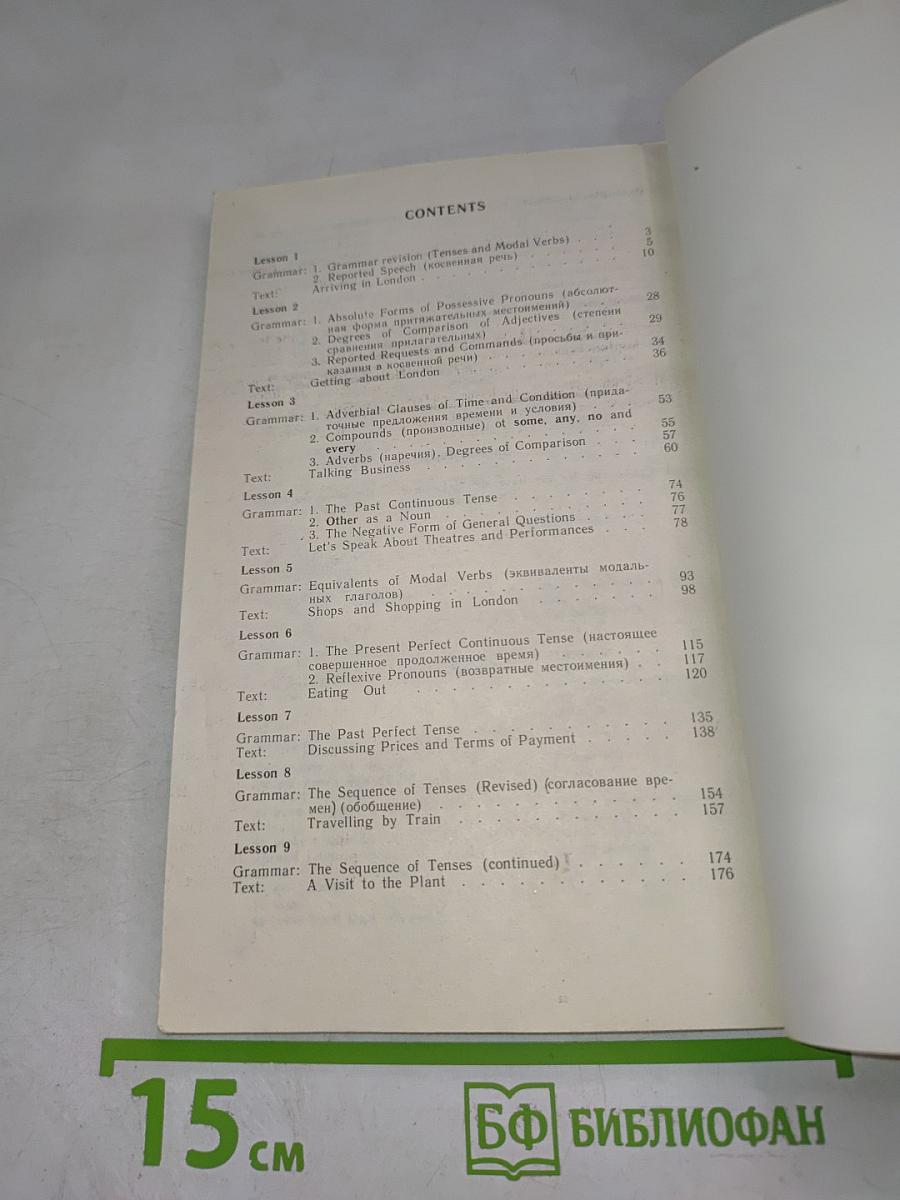 CONTENTS
Lesson 1
Grammar: 1. Grammar revision (Tenses and Modal Verbs) . . . 3
2. Reported Speech (косвенная речь) . . . . . 5
Text: Arriving in London . . . . . . . . . . 10
Lesson 2
Grammar: 1. Absolute Forms of Possessive Pronouns (абсолют-
ная форма притяжательных местоимений) . . . 28
2. Degrees of Comparison of Adjectives (степени
сравнения прилагательных) . . . . . . . 29
3. Reported Requests and Commands (просьбы и при-
казания в косвенной речи) . . . . . . . 34
Text: Getting about London . . . . . . . . . 36
Lesson 3
Grammar: 1. Adverbial Clauses of Time and Condition (прида-
точные предложения времени и условия) . . . . 53
2. Compounds (производные) ot some, any, no and
every . . . . . . . . . . . . 55
3. Adverbs (наречия). Degrees of Comparison . . . 57
Text: Talking Business . . . . . . . . . . 60
Lesson 4
Grammar: 1. The Past Continuous Tense . . . . . . . 74
2. Other as a Noun . . . . . . . . . 76
3. The Negative Form of General Questions . . . . 77
Text: Let's Speak About Theatres and Performances . . . 78
Lesson 5
Grammar: Equivalents of Modal Verbs (эквиваленты модаль-
ных глаголов) . . . . . . . . . . 93
Text: Shops and Shopping in London . . . . . . 98
Lesson 6
Grammar: 1. The Present Perfect Continuous Tense (настоящее
совершенное продолженное время) . . . . . 115
2. Reflexive Pronouns (возвратные местоимения) . . 117
Text: Eating Out . . . . . . . . . . . 120
Lesson 7
Grammar: The Past Perfect Tense . . . . . . . . . 135
Text: Discussing Prices and Terms of Payment . . . . . 138
Lesson 8
Grammar: The Sequence of Tenses (Revised) (согласование вре-
мен) (обобщение) . . . . . . . . . . 154
Text: Travelling by Train . . . . . . . . . . 157
Lesson 9
Grammar: The Sequence of Tenses (continued) . . . . . . 174
Text: A Visit to the Plant . . . . . . . . . . 176
15 см
БФ БИБЛИОФАН